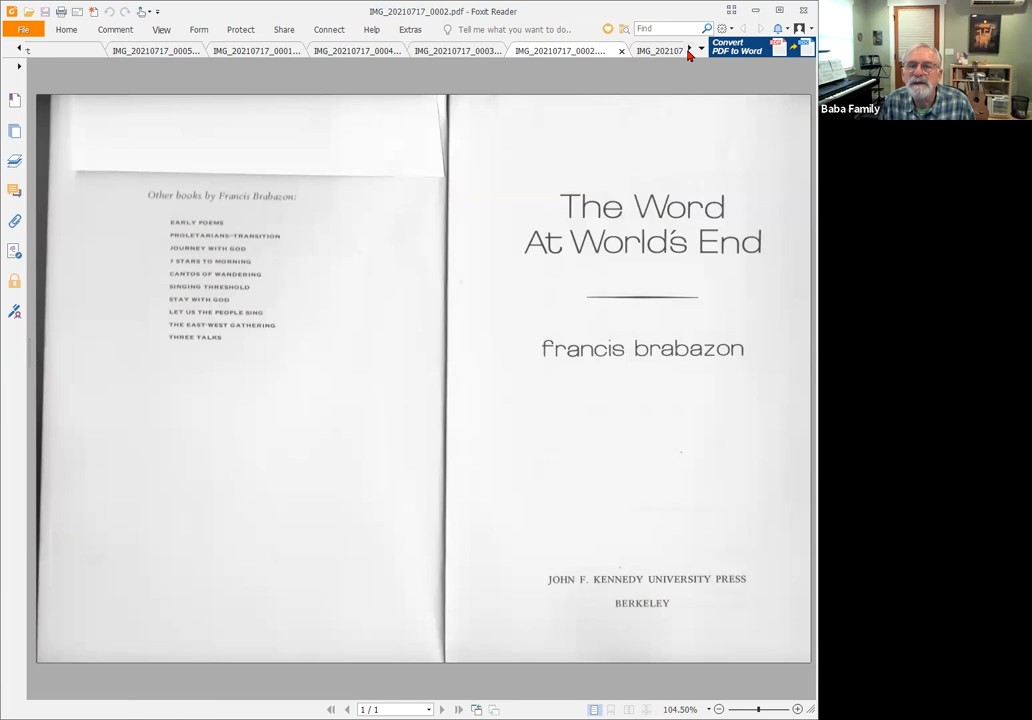 IMG_20210717_0002.pdf - Foxit Reader
File
Home
Comment
View
Form
Protect
Share
Connect
Help
Extras
Tell me what you want to do..
Find
IMG_20210717_0005...
IMG_20210717_0001...
IMG_20210717_0004...
IMG_20210717_0003...
IMG_20210717_0002....
IMG_202107
Convert
PDF to Word
Baba Family
Other books by Francis Brabazon:
EARLY POEMS
PROLETARIANS—TRANSITION
JOURNEY WITH GOD
7 STARS TO MORNING
CANTOS OF WANDERING
SINGING THRESHOLD
STAY WITH GOD
LET US THE PEOPLE SING
THE EAST-WEST GATHERING
THREE TALKS
The Word
At World's End
francis brabazon
JOHN F. KENNEDY UNIVERSITY PRESS
BERKELEY
1 / 1
104.50%